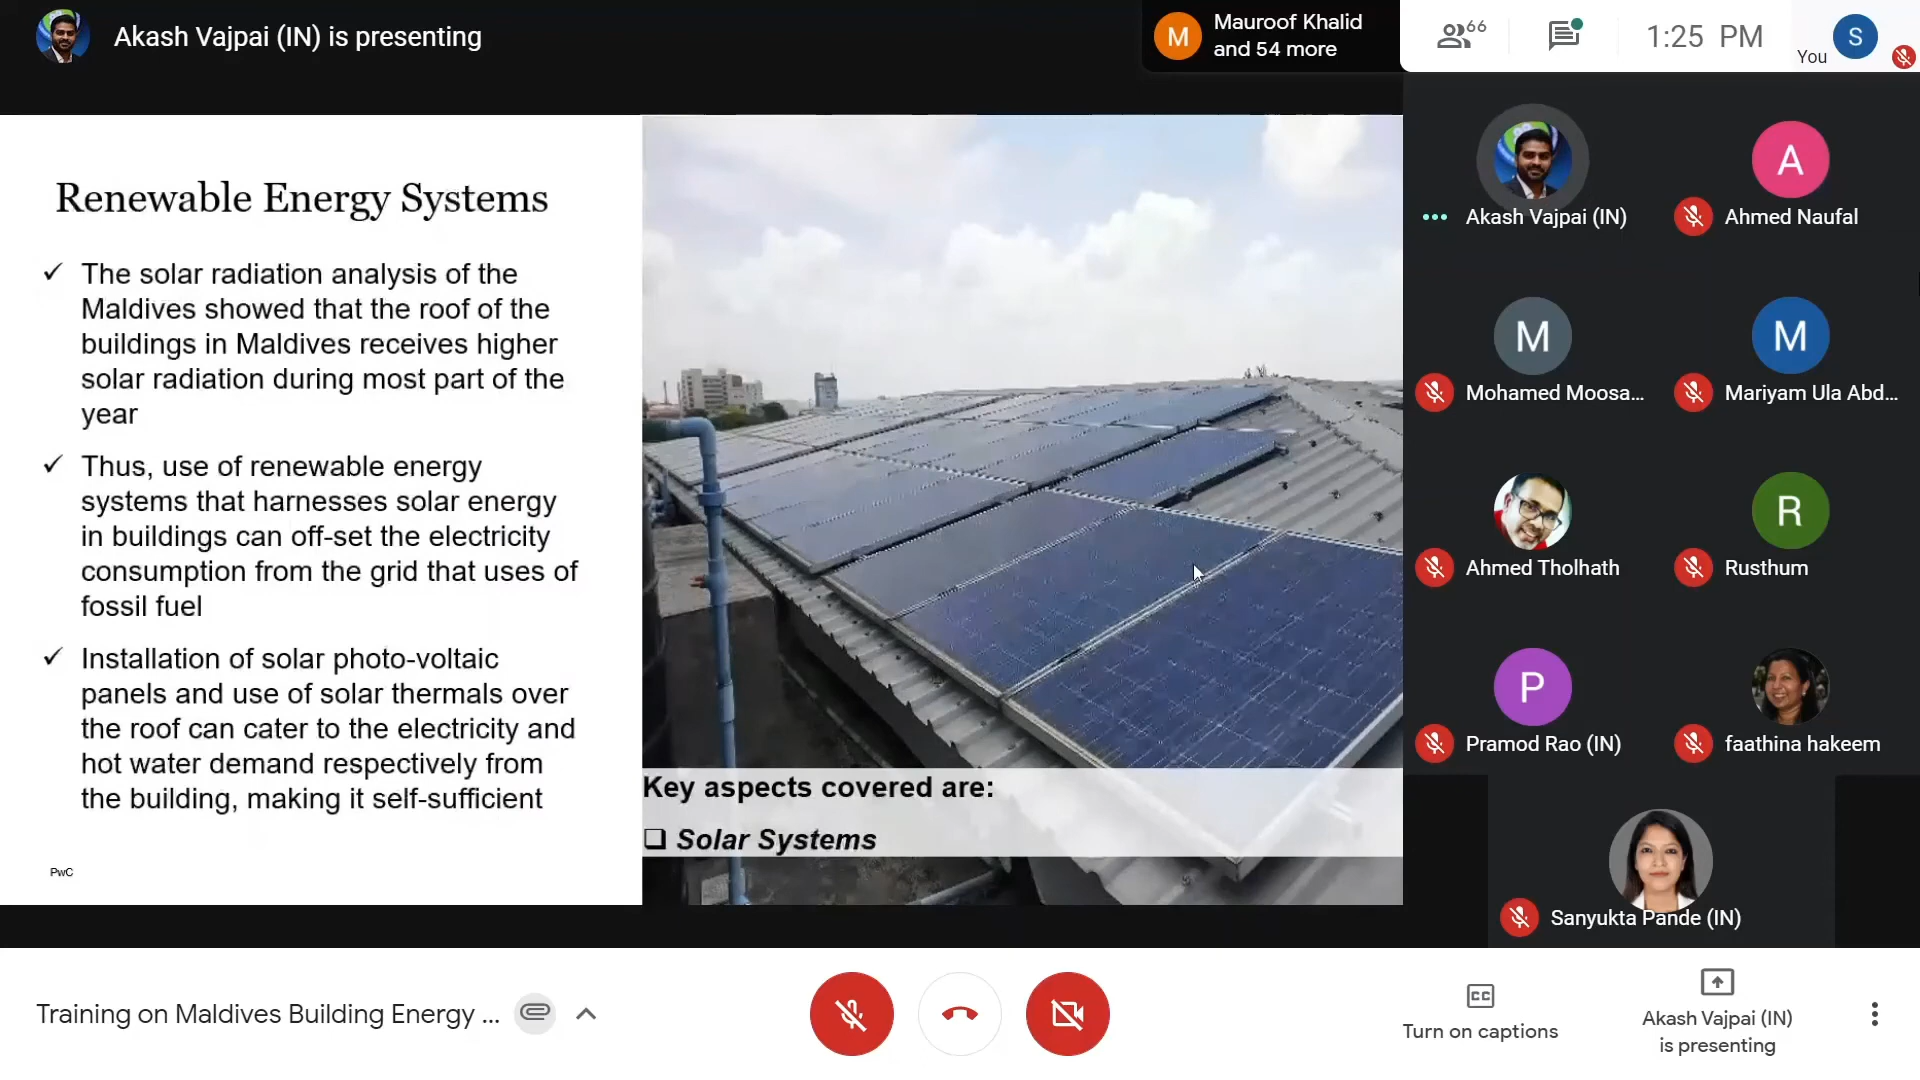 Akash Vajpai (IN) is presenting
M
Mauroof Khalid
and 54 more
66
1:25 PM
You
S
Renewable Energy Systems
✓ The solar radiation analysis of the
Maldives showed that the roof of the
buildings in Maldives receives higher
solar radiation during most part of the
year
✓ Thus, use of renewable energy
systems that harnesses solar energy
in buildings can off-set the electricity
consumption from the grid that uses of
fossil fuel
✓ Installation of solar photo-voltaic
panels and use of solar thermals over
the roof can cater to the electricity and
hot water demand respectively from
the building, making it self-sufficient
PwC
Key aspects covered are:
❑ Solar Systems
Akash Vajpai (IN)
A
Ahmed Naufal
M
Mohamed Moosa...
M
Mariyam Ula Abd...
Ahmed Tholhath
R
Rusthum
P
Pramod Rao (IN)
faathina hakeem
Sanyukta Pande (IN)
Training on Maldives Building Energy ...
CC
Turn on captions
Akash Vajpai (IN)
is presenting